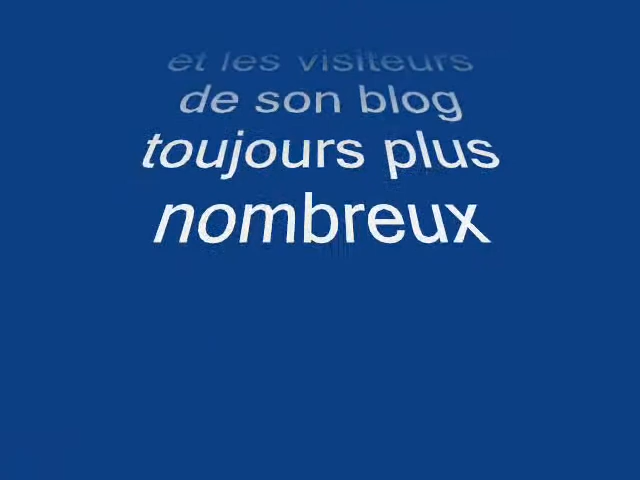 et les visiteurs
de son blog
toujours plus
nombreux